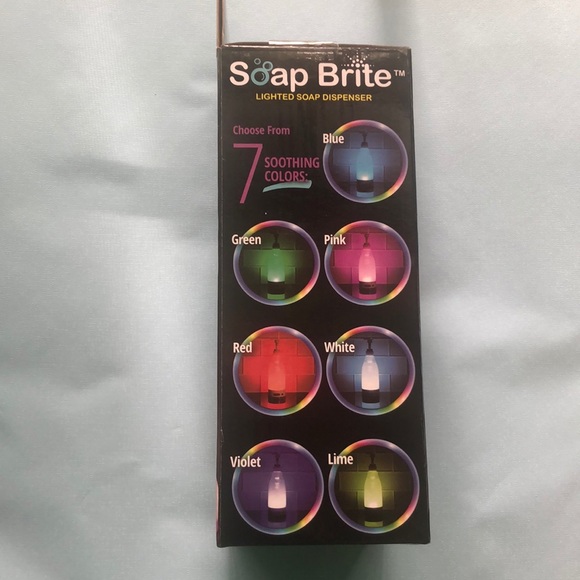 Soap Brite™
LIGHTED SOAP DISPENSER
Choose From
7 SOOTHING
COLORS:
Blue
Green
Pink
Red
White
Violet
Lime